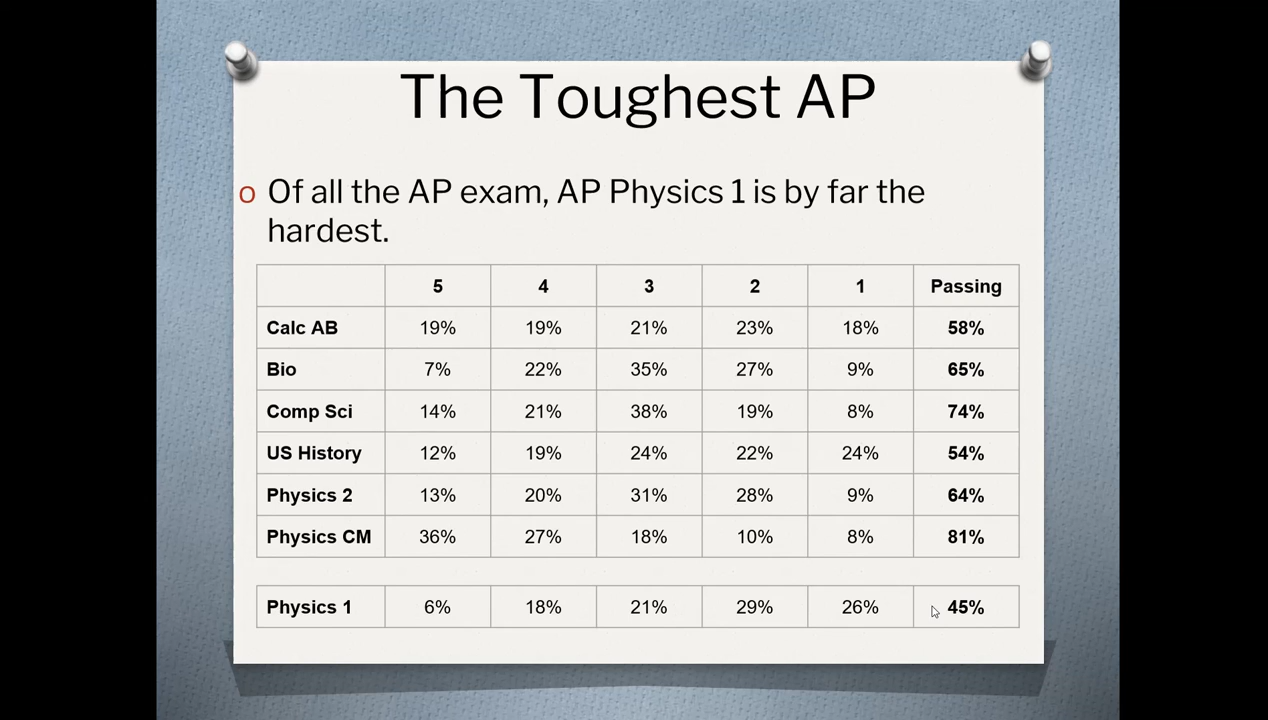 The Toughest AP
o Of all the AP exam, AP Physics 1 is by far the
hardest.
5 4 3 2 1 Passing
Calc AB 19% 19% 21% 23% 18% 58%
Bio 7% 22% 35% 27% 9% 65%
Comp Sci 14% 21% 38% 19% 8% 74%
US History 12% 19% 24% 22% 24% 54%
Physics 2 13% 20% 31% 28% 9% 64%
Physics CM 36% 27% 18% 10% 8% 81%
Physics 1 6% 18% 21% 29% 26% 45%